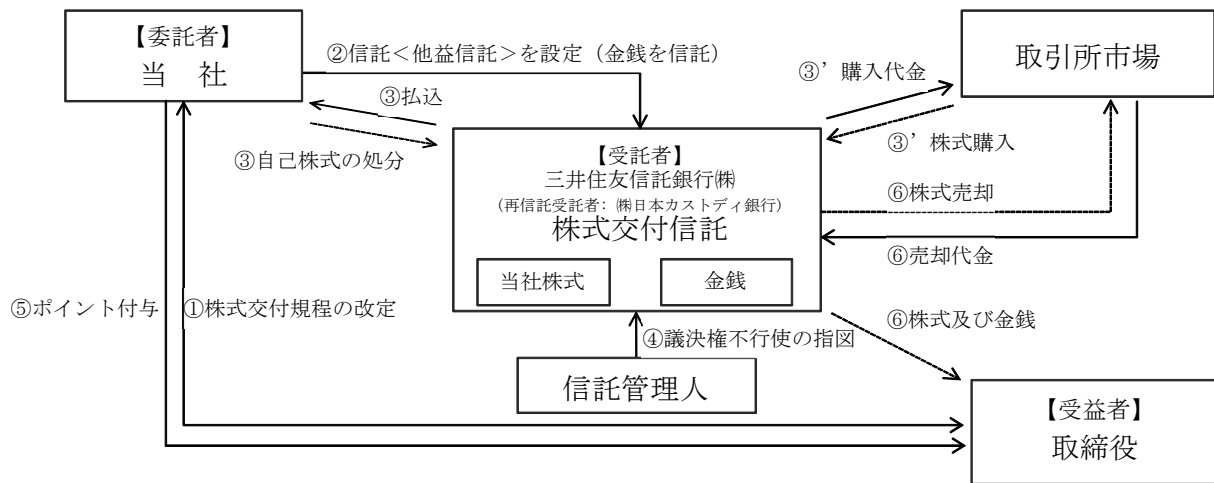 【委託者】
当 社
②信託＜他益信託＞を設定（金銭を信託）
③’購入代金
取引所市場
③払込
③自己株式の処分
③’株式購入
【受託者】
三井住友信託銀行㈱
(再信託受託者：㈱日本カストディ銀行)
株式交付信託
⑥株式売却
⑥売却代金
当社株式
金銭
⑤ポイント付与
①株式交付規程の改定
④議決権不行使の指図
⑥株式及び金銭
信託管理人
【受益者】
取締役